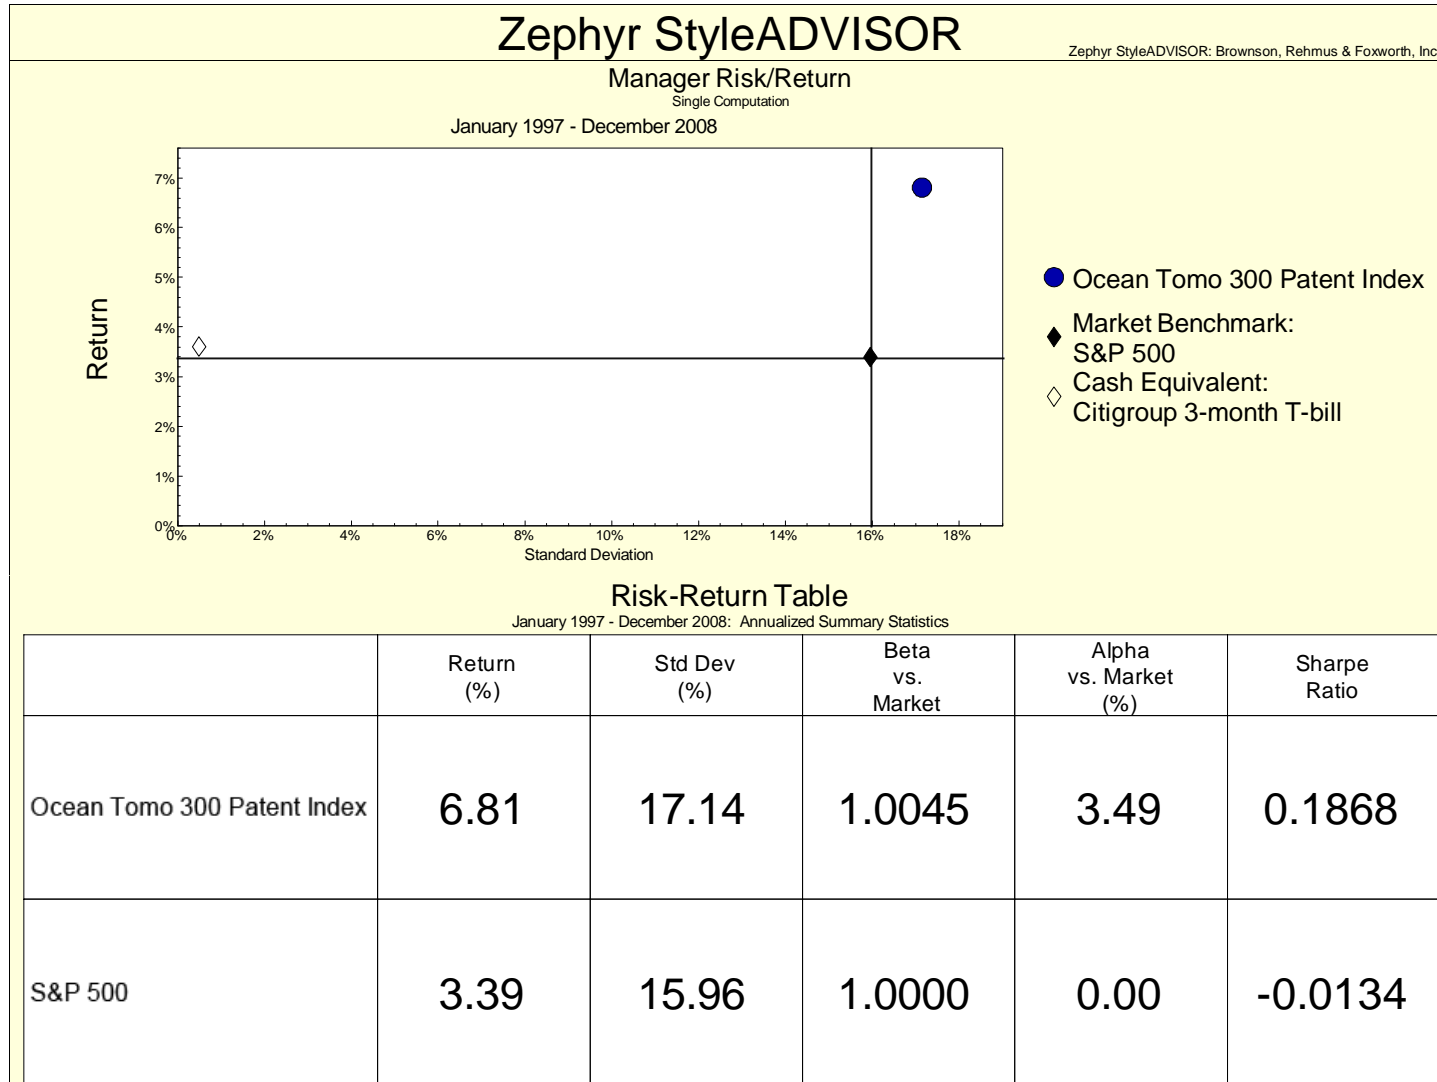 Zephyr StyleADVISOR
Zephyr StyleADVISOR: Brownson, Rehmus & Foxworth, Inc
Manager Risk/Return
Single Computation
January 1997 - December 2008
Return
7%
6%
5%
4%
3%
2%
1%
0%
0%
2%
4%
6%
8%
10%
12%
14%
16%
18%
Standard Deviation
Ocean Tomo 300 Patent Index
Market Benchmark:
S&P 500
Cash Equivalent:
Citigroup 3-month T-bill
Risk-Return Table
January 1997 - December 2008: Annualized Summary Statistics
Return
(%)
Std Dev
(%)
Beta
vs.
Market
Alpha
vs. Market
(%)
Sharpe
Ratio
Ocean Tomo 300 Patent Index
6.81
17.14
1.0045
3.49
0.1868
S&P 500
3.39
15.96
1.0000
0.00
-0.0134